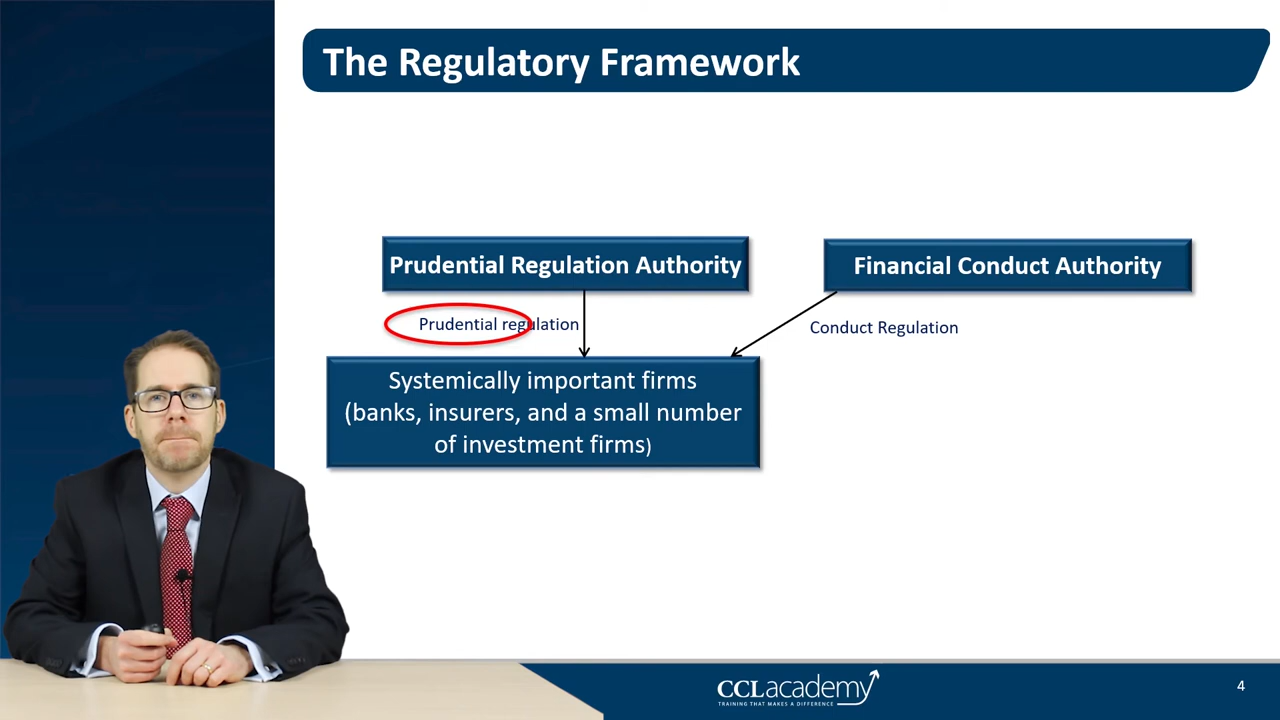 The Regulatory Framework
Prudential Regulation Authority
Financial Conduct Authority
Prudential regulation
Conduct Regulation
Systemically important firms
(banks, insurers, and a small number
of investment firms)
CCLacademy
TRAINING THAT MAKES A DIFFERENCE
4